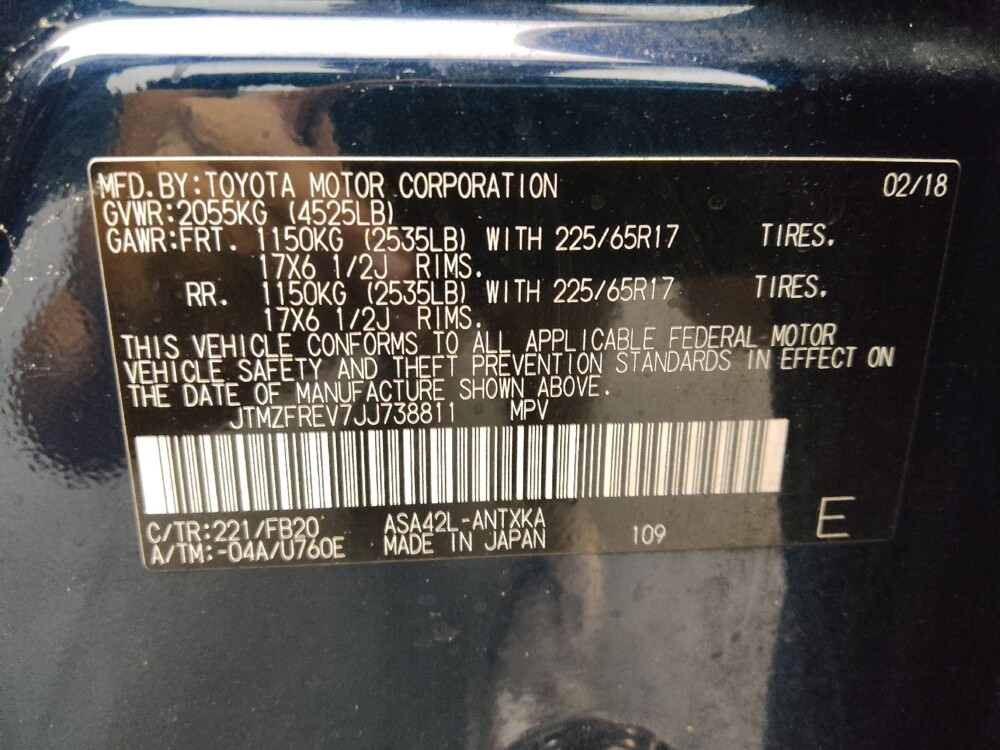 MFD.BY:TOYOTA MOTOR CORPORATION 02/18
GVWR:2055KG (4525LB)
GAWR:FRT. 1150KG (2535LB) WITH 225/65R17 TIRES.
17X6 1/2J RIMS.
RR. 1150KG (2535LB) WITH 225/65R17 TIRES.
17X6 1/2J RIMS.
THIS VEHICLE CONFORMS TO ALL APPLICABLE FEDERAL MOTOR
VEHICLE SAFETY AND THEFT PREVENTION STANDARDS IN EFFECT ON
THE DATE OF MANUFACTURE SHOWN ABOVE.
JTMZFREV7JJ738811 MPV
C/TR:221/FB20 ASA42L-ANTXKA 109 E
A/TM:-04A/U760E MADE IN JAPAN